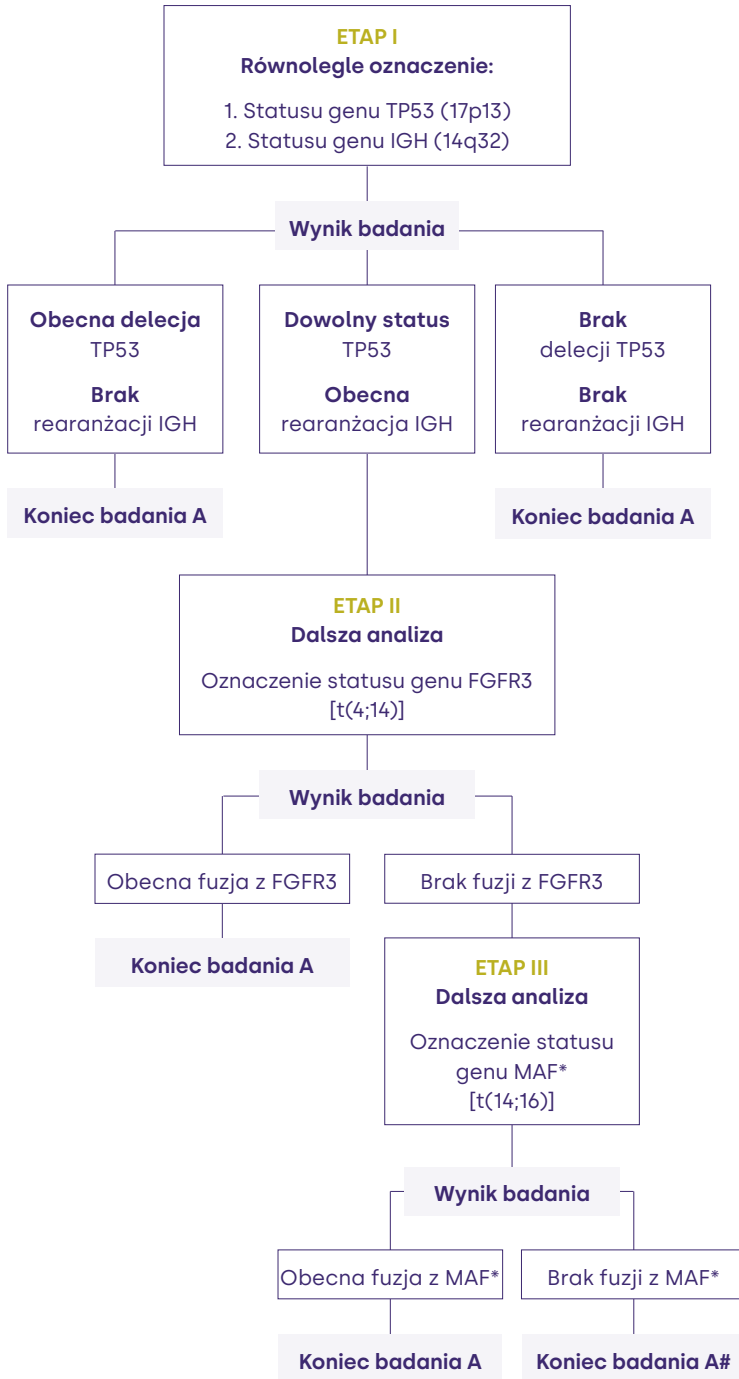 ETAP I
Równolegle oznaczenie:
1. Statusu genu TP53 (17p13)
2. Statusu genu IGH (14q32)
Wynik badania
Obecna delecja
TP53
Brak
rearanżacji IGH
Koniec badania A
Dowolny status
TP53
Obecna
rearanżacja IGH
Brak
delecji TP53
Brak
rearanżacji IGH
Koniec badania A
ETAP II
Dalsza analiza
Oznaczenie statusu genu FGFR3
[t(4;14)]
Wynik badania
Obecna fuzja z FGFR3
Koniec badania A
Brak fuzji z FGFR3
ETAP III
Dalsza analiza
Oznaczenie statusu
genu MAF*
[t(14;16)]
Wynik badania
Obecna fuzja z MAF*
Koniec badania A
Brak fuzji z MAF*
Koniec badania A#